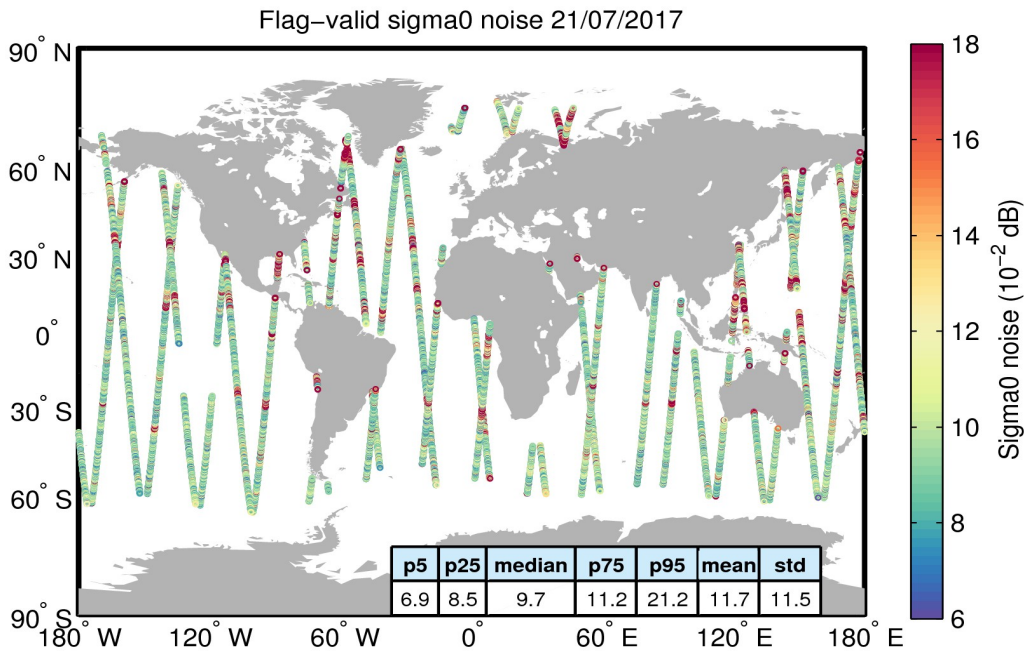 Flag−valid sigma0 noise 21/07/2017
90° N
60° N
30° N
0°
30° S
60° S
90° S
180° W
120° W
60° W
0°
60° E
120° E
180° E
p5 p25 median p75 p95 mean std
6.9 8.5 9.7 11.2 21.2 11.7 11.5
18
16
14
12
10
8
6
Sigma0 noise (10⁻² dB)